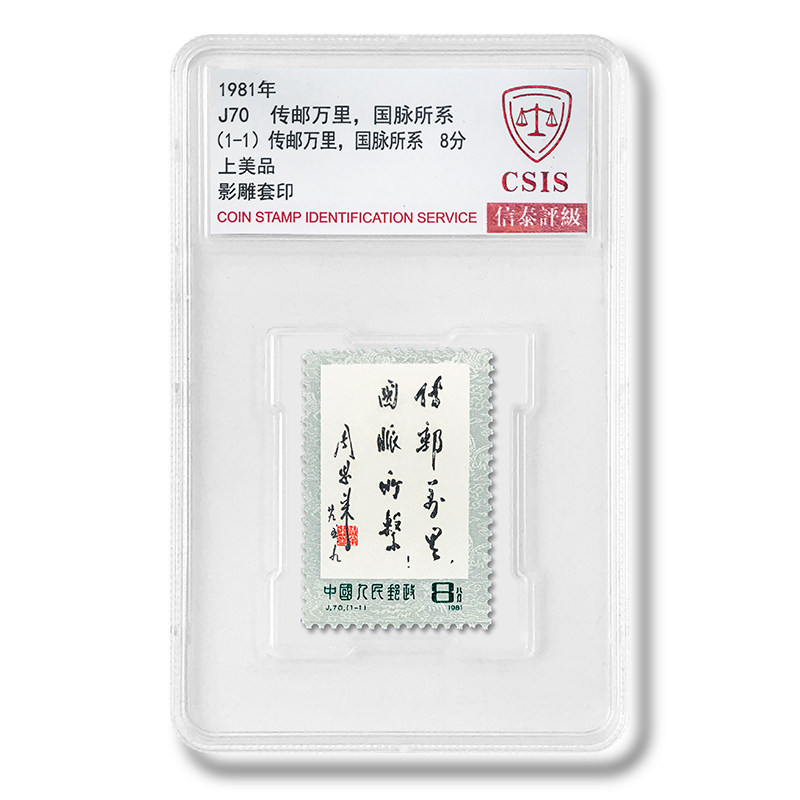 1981年
J70 传邮万里，国脉所系
(1-1) 传邮万里，国脉所系 8分
上美品
影雕套印
COIN STAMP IDENTIFICATION SERVICE
CSIS
信泰評級
傳郵萬里，
國脈所繫！
周恩来
中國人民郵政
8分
J.70.(1-1)
1981